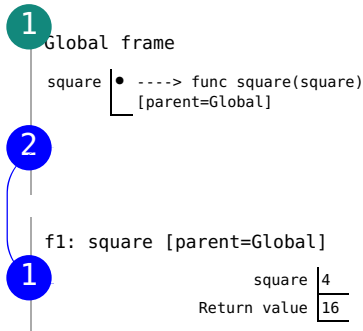 1
Global frame
square ● ----> func square(square)
[parent=Global]
2
f1: square [parent=Global]
1
square 4
Return value 16